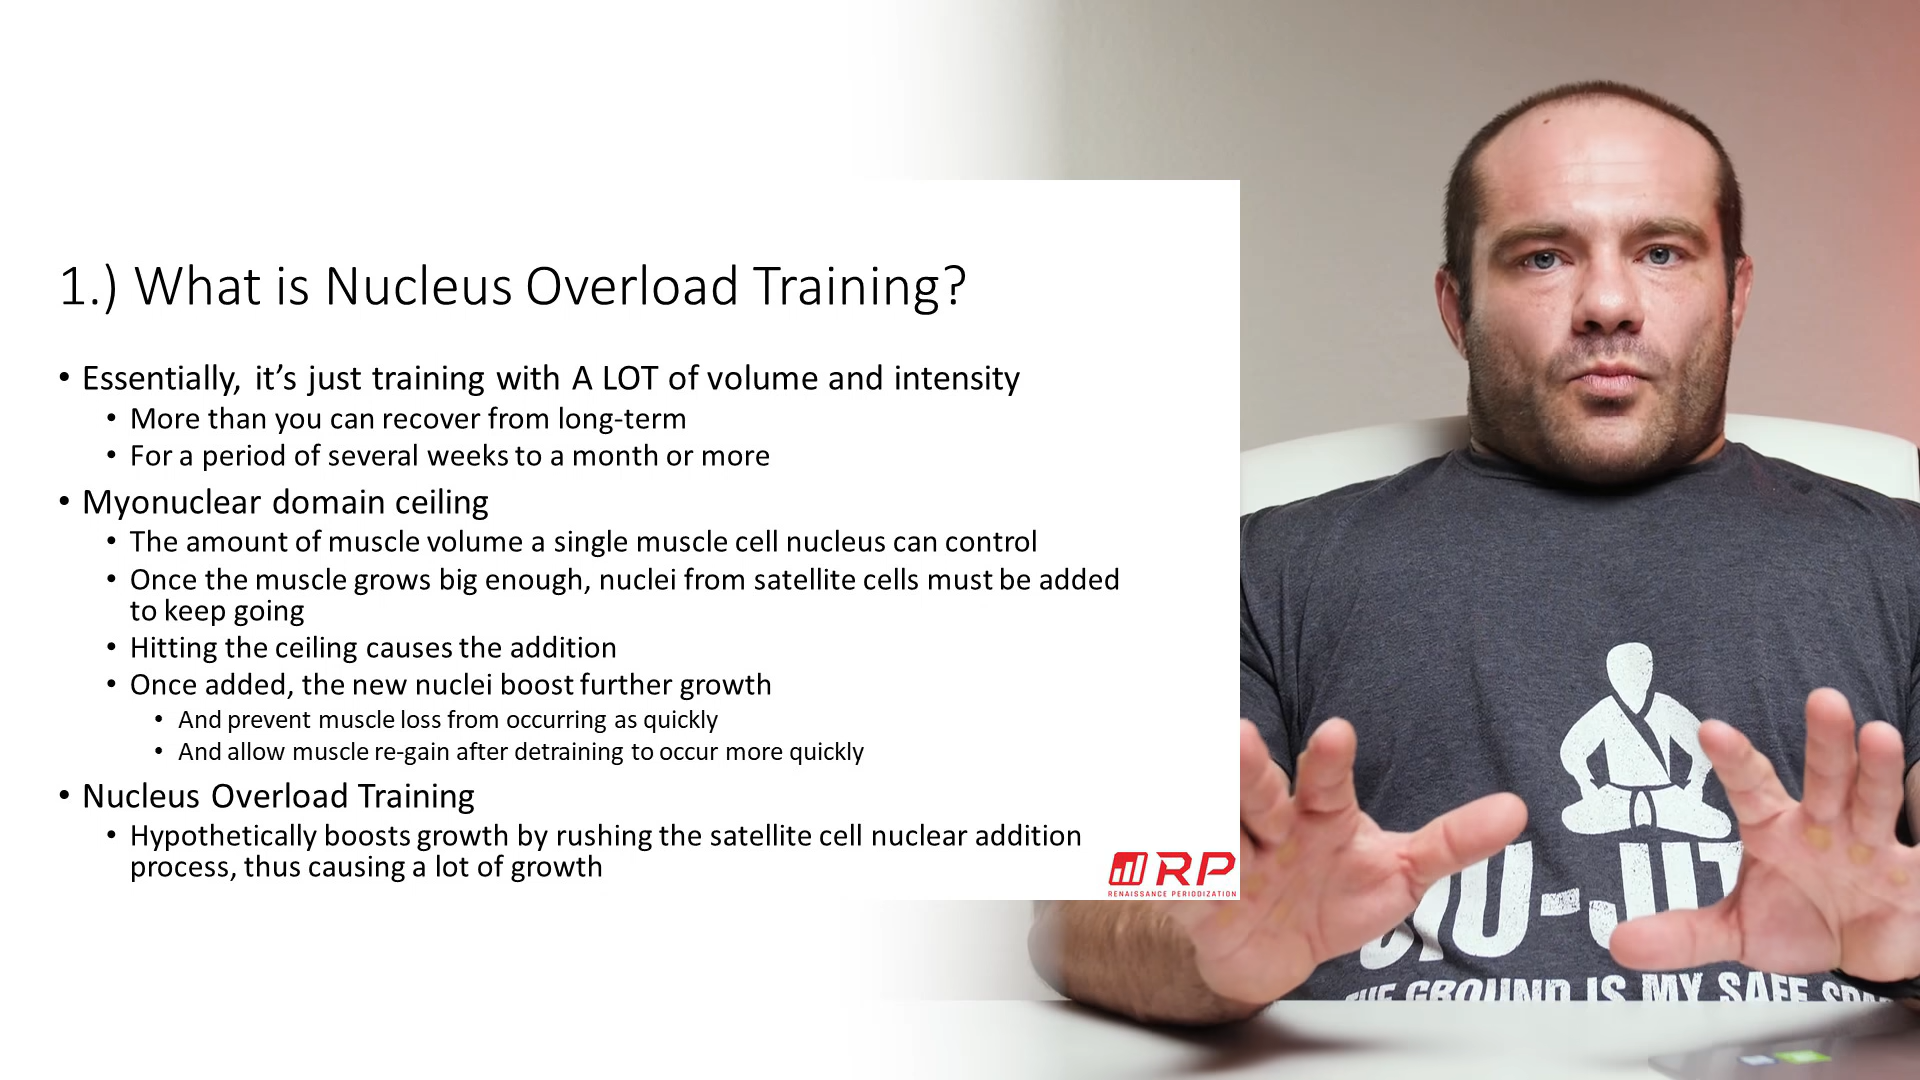 1.) What is Nucleus Overload Training?
• Essentially, it’s just training with A LOT of volume and intensity
• More than you can recover from long-term
• For a period of several weeks to a month or more
• Myonuclear domain ceiling
• The amount of muscle volume a single muscle cell nucleus can control
• Once the muscle grows big enough, nuclei from satellite cells must be added
to keep going
• Hitting the ceiling causes the addition
• Once added, the new nuclei boost further growth
• And prevent muscle loss from occurring as quickly
• And allow muscle re-gain after detraining to occur more quickly
• Nucleus Overload Training
• Hypothetically boosts growth by rushing the satellite cell nuclear addition
process, thus causing a lot of growth
RP
RENAISSANCE PERIODIZATION
GROUND IS MY SAFE